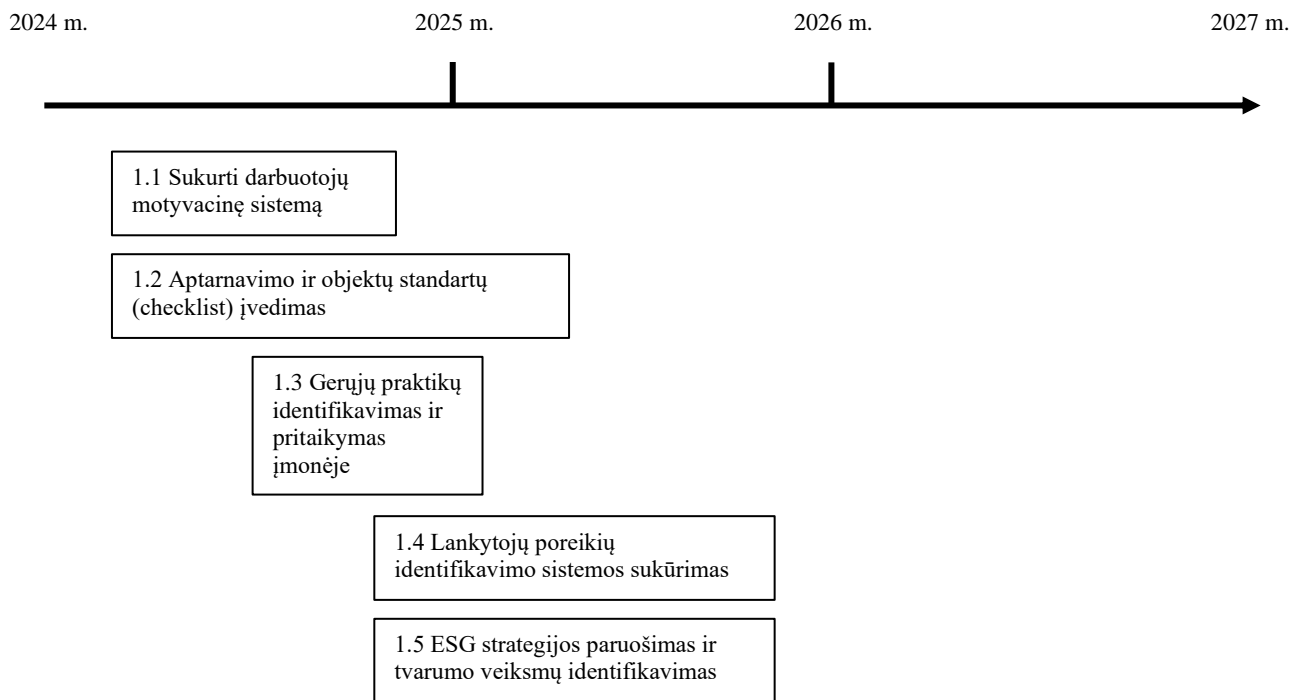 2024 m. 2025 m. 2026 m. 2027 m.
1.1 Sukurti darbuotojų
motyvacinę sistemą
1.2 Aptarnavimo ir objektų standartų
(checklist) įvedimas
1.3 Gerųjų praktikų
identifikavimas ir
pritaikymas
įmonėje
1.4 Lankytojų poreikių
identifikavimo sistemos sukūrimas
1.5 ESG strategijos paruošimas ir
tvarumo veiksmų identifikavimas